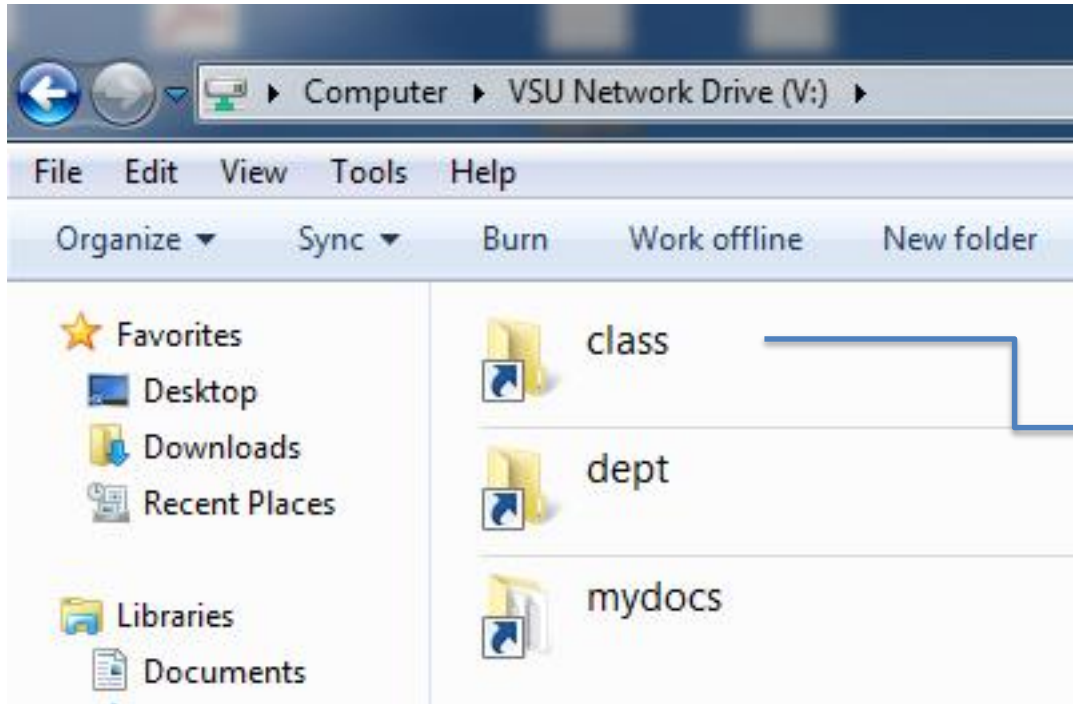 Computer VSU Network Drive (V:)
File Edit View Tools Help
Organize Sync Burn Work offline New folder
Favorites
Desktop
Downloads
Recent Places
Libraries
Documents
class
dept
mydocs